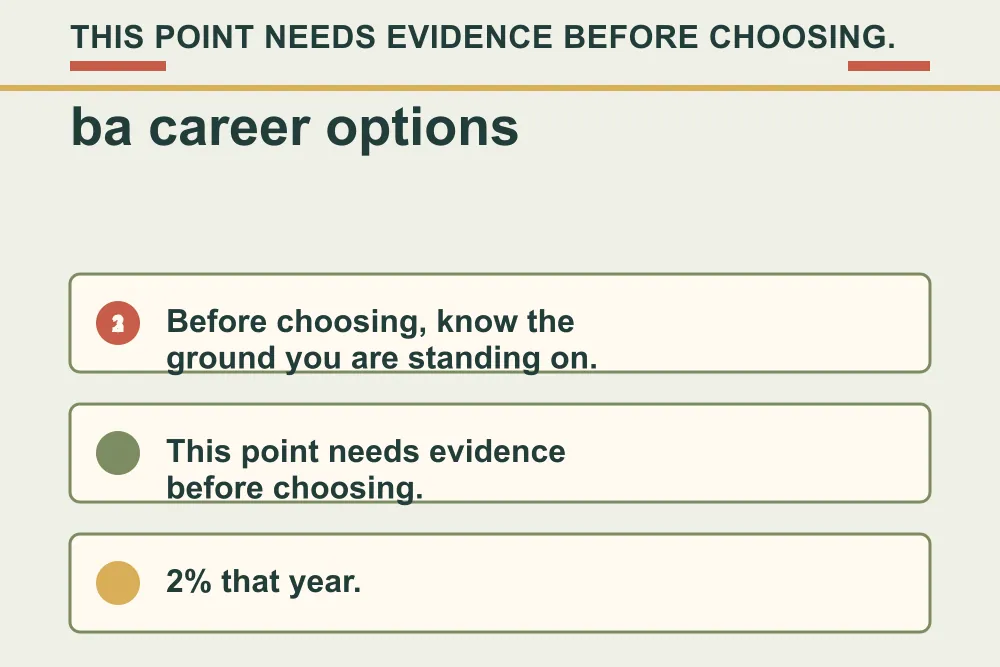 THIS POINT NEEDS EVIDENCE BEFORE CHOOSING.
ba career options
Before choosing, know the
ground you are standing on.
This point needs evidence
before choosing.
2% that year.